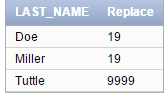 LAST_NAME Replace
Doe 19
Miller 19
Tuttle 9999